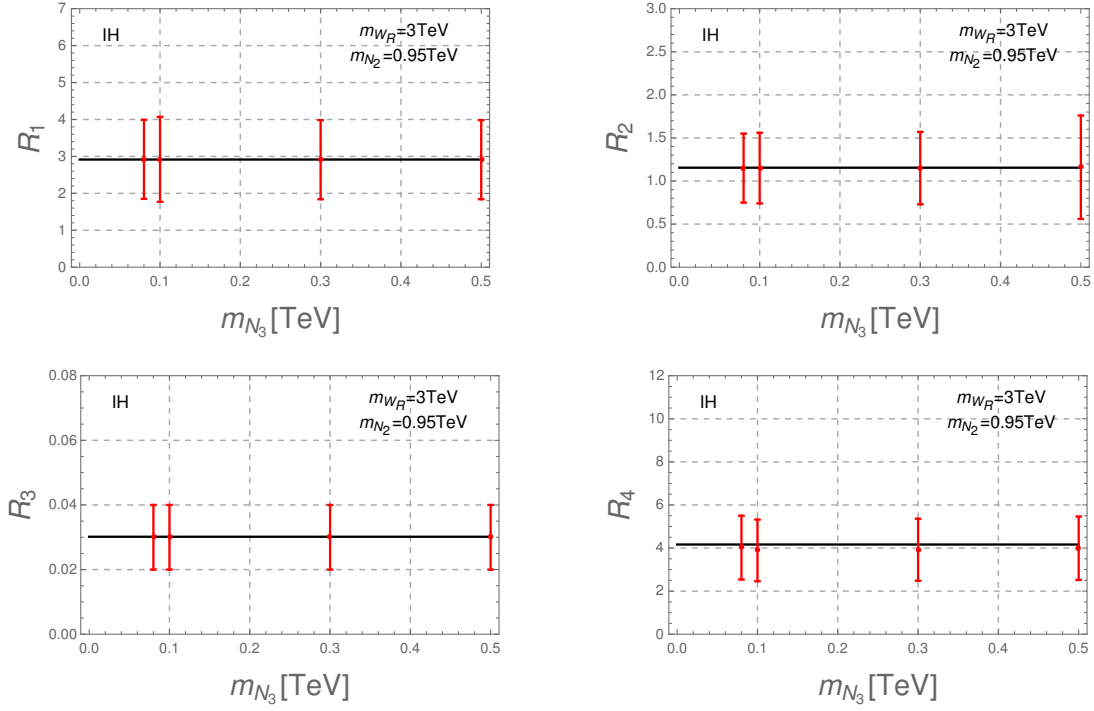 IH
m_{W_R}=3TeV
m_{N_2}=0.95TeV
R_1
7
6
5
4
3
2
1
0
0.0 0.1 0.2 0.3 0.4 0.5
m_{N_3}[TeV]
IH
m_{W_R}=3TeV
m_{N_2}=0.95TeV
R_2
3.0
2.5
2.0
1.5
1.0
0.5
0.0
0.0 0.1 0.2 0.3 0.4 0.5
m_{N_3}[TeV]
IH
m_{W_R}=3TeV
m_{N_2}=0.95TeV
R_3
0.08
0.06
0.04
0.02
0.00
0.0 0.1 0.2 0.3 0.4 0.5
m_{N_3}[TeV]
IH
m_{W_R}=3TeV
m_{N_2}=0.95TeV
R_4
12
10
8
6
4
2
0
0.0 0.1 0.2 0.3 0.4 0.5
m_{N_3}[TeV]